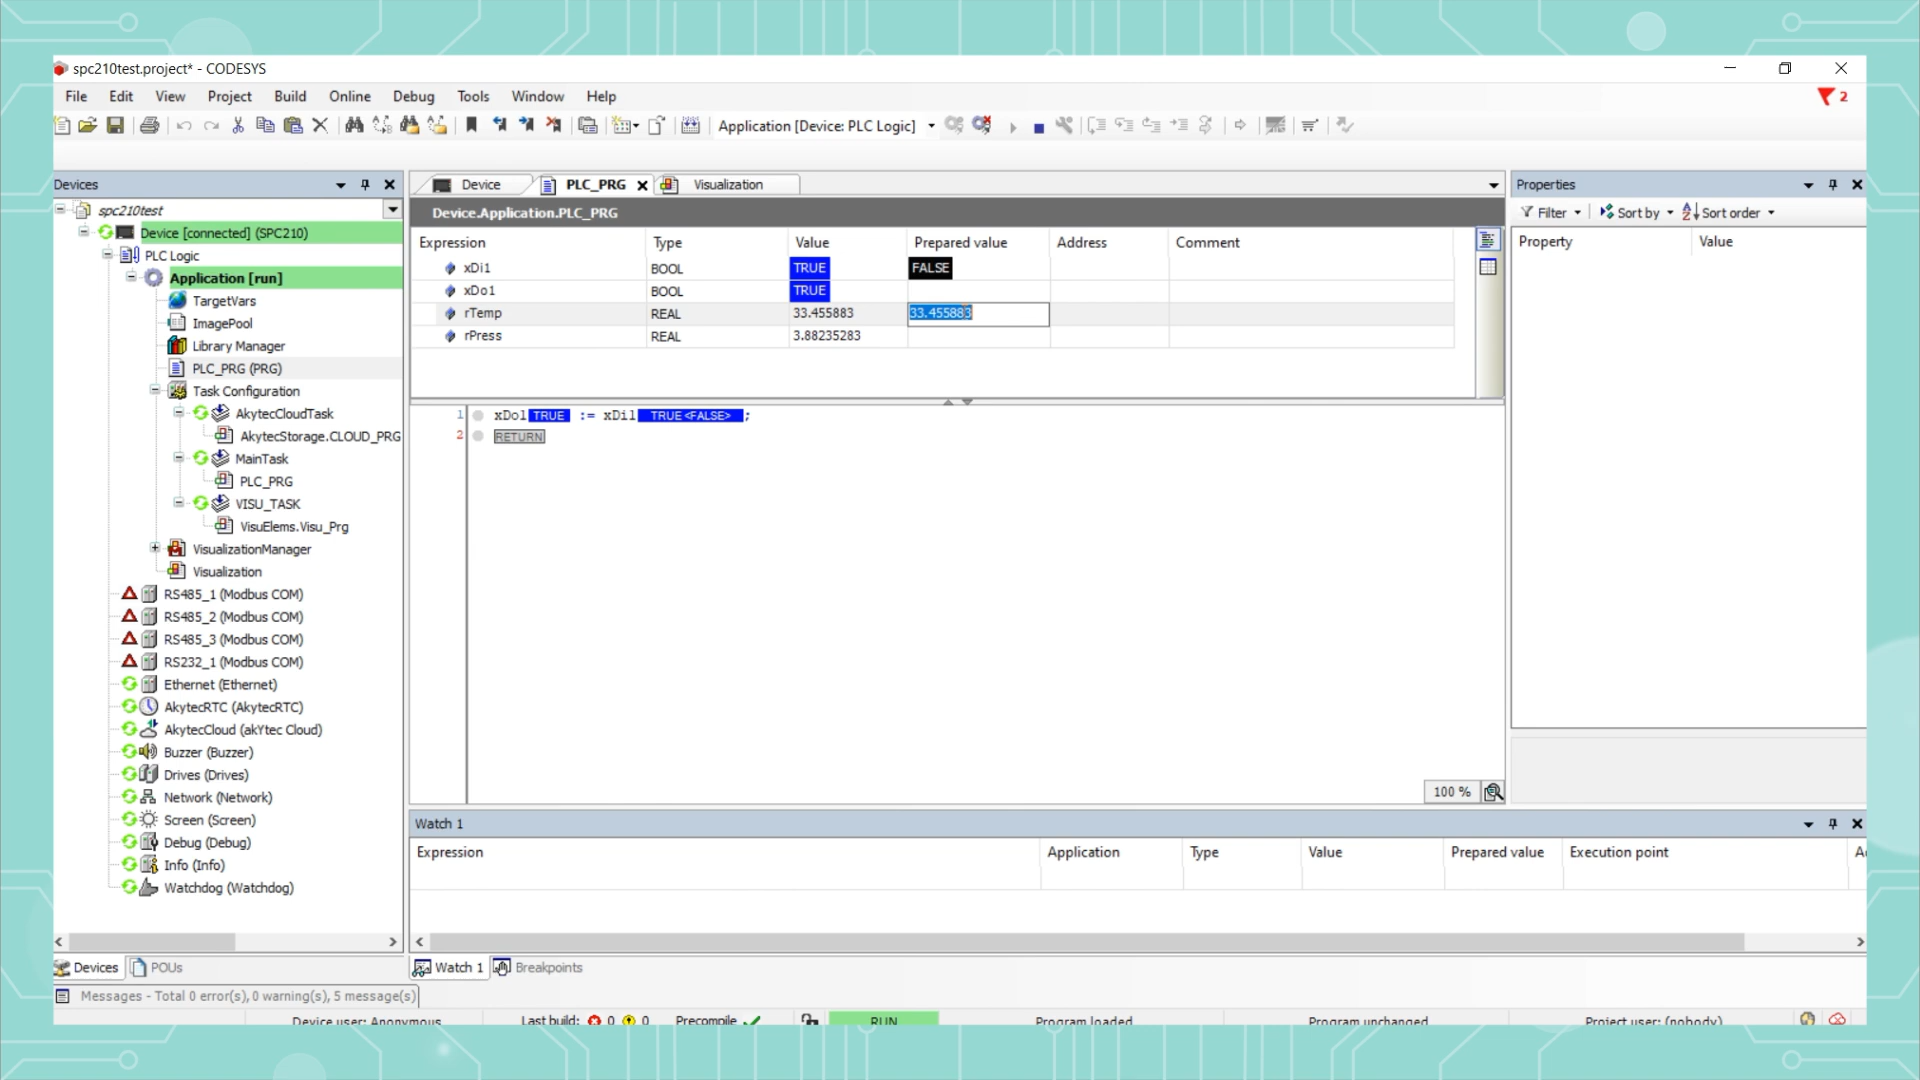 spc210test.project* - CODESYS
File Edit View Project Build Online Debug Tools Window Help
2
Application [Device: PLC Logic]
Devices
spc210test
Device [connected] (SPC210)
PLC Logic
Application [run]
TargetVars
ImagePool
Library Manager
PLC_PRG (PRG)
Task Configuration
AkytecCloudTask
AkytecStorage.CLOUD_PRG
MainTask
PLC_PRG
VISU_TASK
VisuElems.Visu_Prg
VisualizationManager
Visualization
RS485_1 (Modbus COM)
RS485_2 (Modbus COM)
RS485_3 (Modbus COM)
RS232_1 (Modbus COM)
Ethernet (Ethernet)
AkytecRTC (AkytecRTC)
AkytecCloud (akYtec Cloud)
Buzzer (Buzzer)
Drives (Drives)
Network (Network)
Screen (Screen)
Debug (Debug)
Info (Info)
Watchdog (Watchdog)
Devices POUs
Device PLC_PRG Visualization
Device.Application.PLC_PRG
Expression Type Value Prepared value Address Comment
xDi1 BOOL TRUE FALSE
xDo1 BOOL TRUE
rTemp REAL 33.455883 33.455883
rPress REAL 3.88235283
1 xDo1 TRUE := xDi1 TRUE<FALSE> ;
2 RETURN
100 %
Properties
Filter Sort by Sort order
Property Value
Watch 1
Expression Application Type Value Prepared value Execution point
Watch 1 Breakpoints
Messages - Total 0 error(s), 0 warning(s), 5 message(s)
Device user: Anonymous Last build: 0 0 Precompile RUN Program loaded Program unchanged Project user: (nobody)